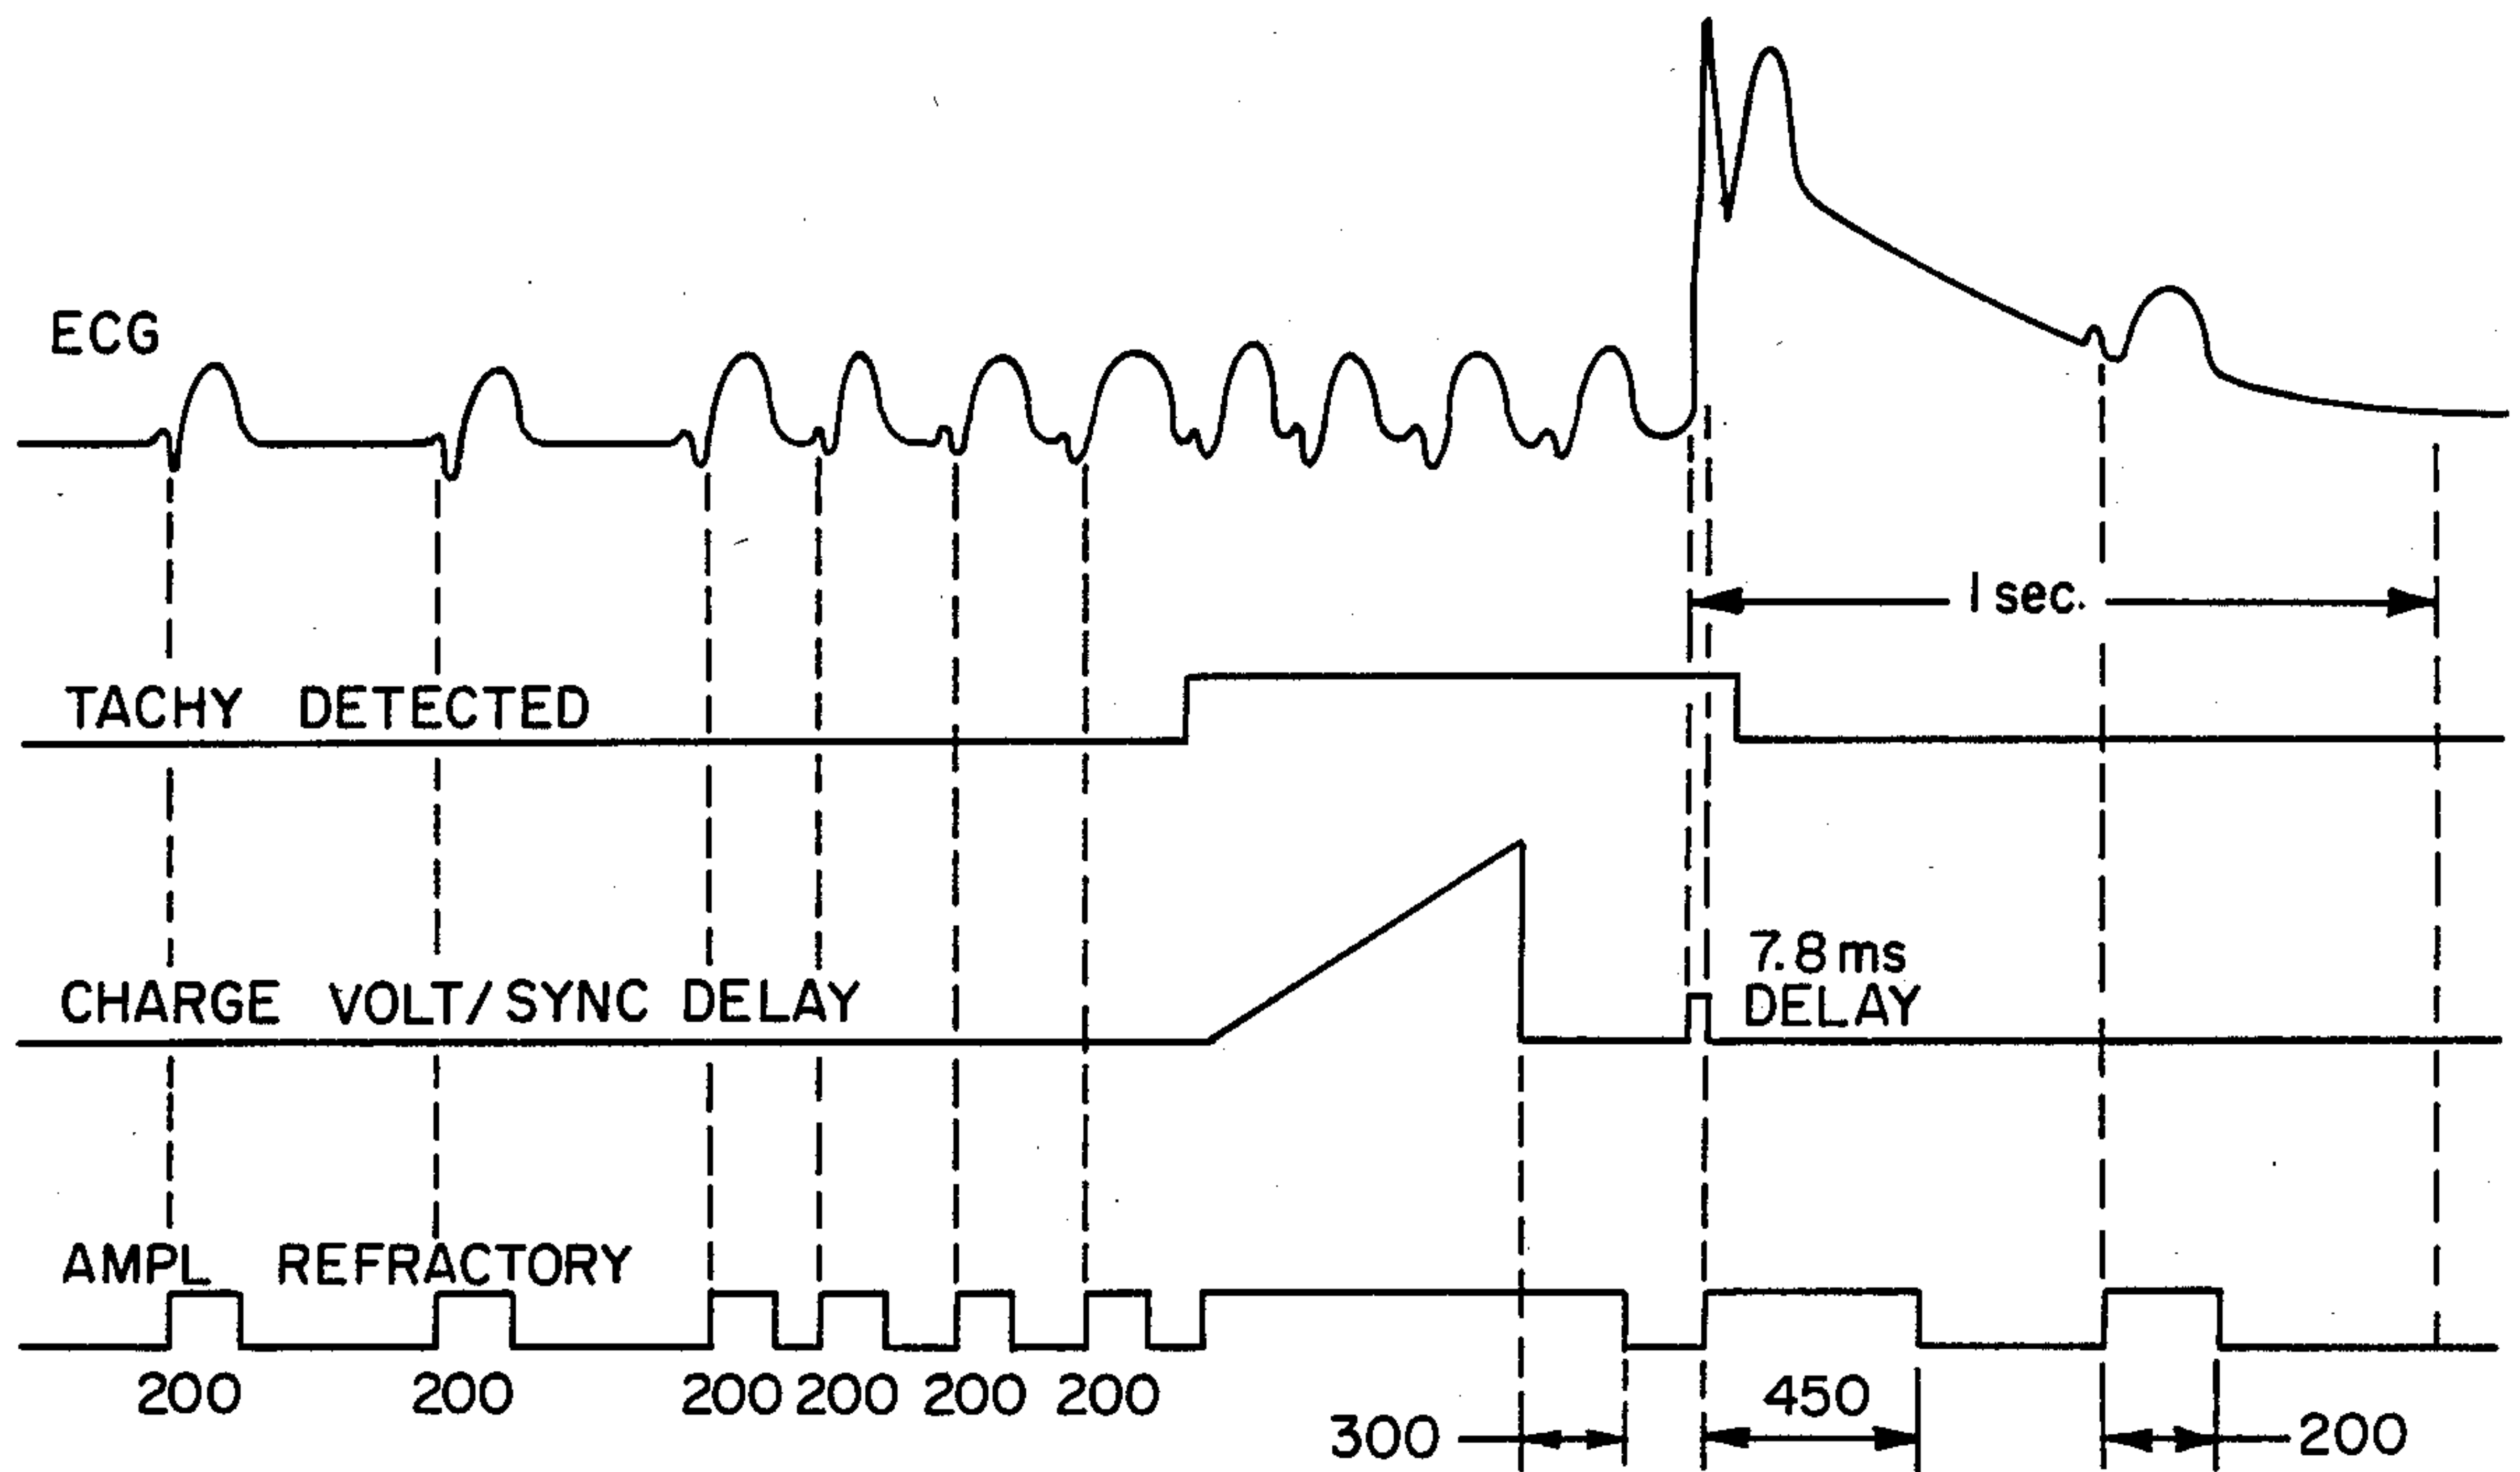 ECG
1 sec.
TACHY DETECTED
7.8 ms
DELAY
CHARGE VOLT/SYNC DELAY
AMPL REFRACTORY
200 200 200 200 200 200
450
300
200